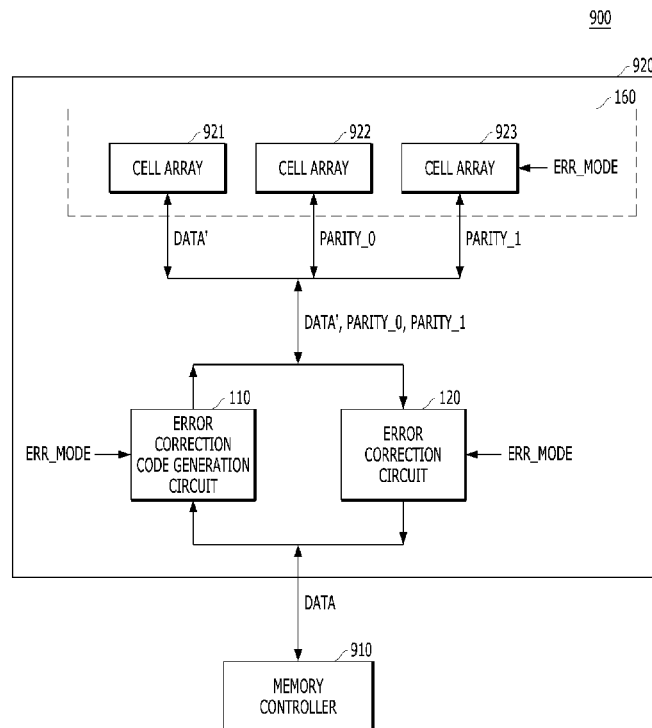 900
920
160
921
922
923
CELL ARRAY
CELL ARRAY
CELL ARRAY
ERR_MODE
DATA'
PARITY_0
PARITY_1
DATA', PARITY_0, PARITY_1
110
120
ERR_MODE
ERROR
CORRECTION
CODE GENERATION
CIRCUIT
ERROR
CORRECTION
CIRCUIT
ERR_MODE
DATA
910
MEMORY
CONTROLLER